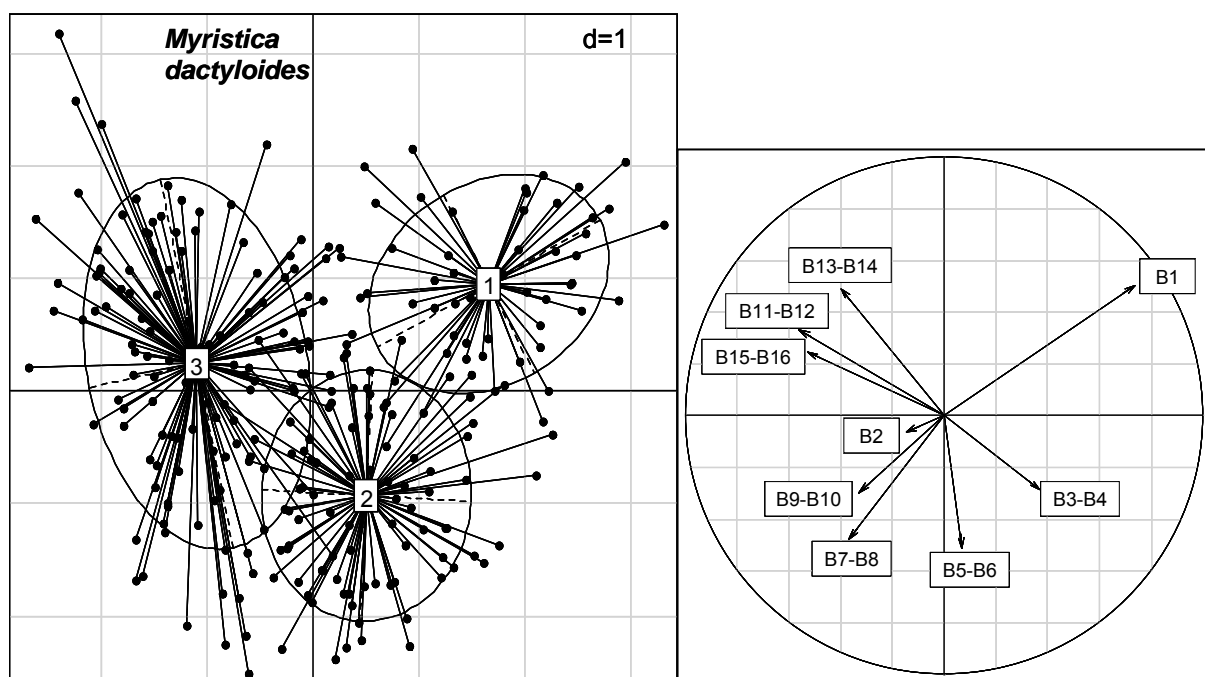 Myristica
dactyloides
d=1
1
3
2
B1
B13-B14
B11-B12
B15-B16
B2
B9-B10
B3-B4
B7-B8
B5-B6